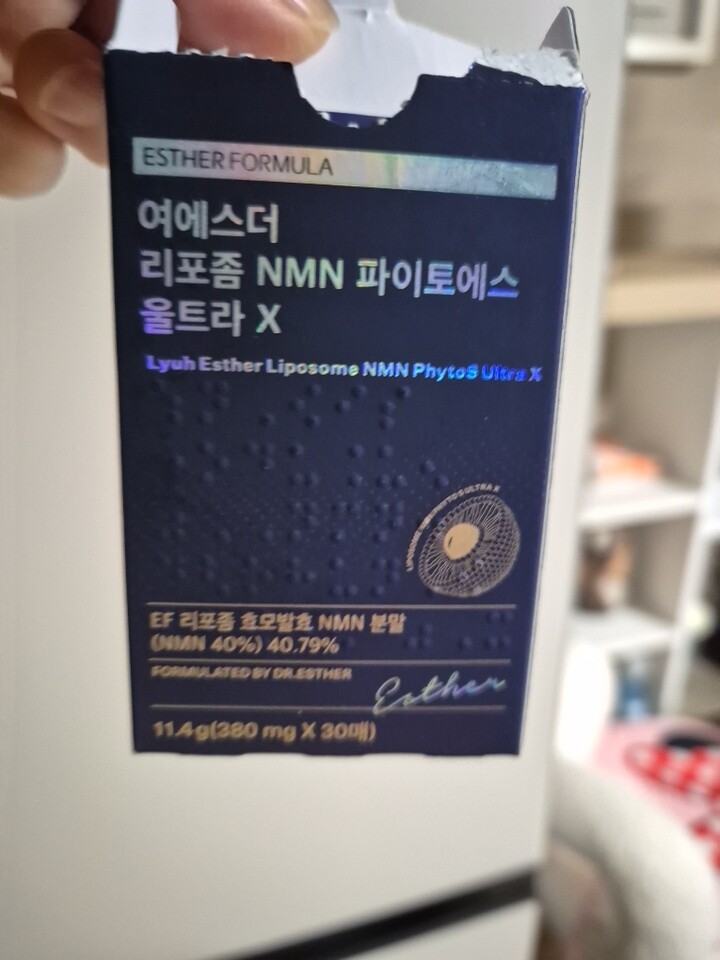 ESTHER FORMULA
여에스더
리포좀 NMN 파이토에스
울트라 X
Lyuh Esther Liposome NMN PhytoS Ultra X
EF 리포좀 효모발효 NMN 분말
(NMN 40%) 40.79%
FORMULATED BY DR.ESTHER
Esther
11.4g(380 mg X 30매)